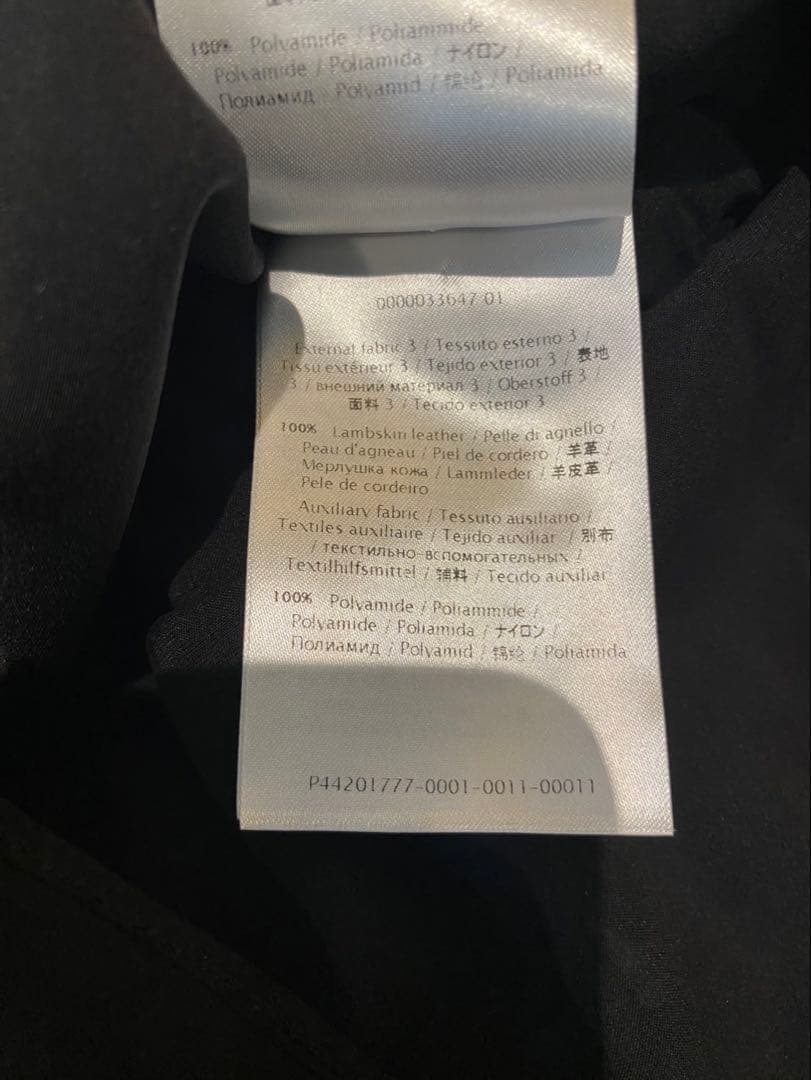 100% Polyamide / Poliammide
Polyamide / Poliamida / ナイロン /
Полиамид / Polyamid / 锦纶 / Poliamida
0000033647 01
External fabric 3 / Tessuto esterno 3 /
Tissu extérieur 3 / Tejido exterior 3 / 表地
3 / внешний материал 3 / Oberstoff 3 /
面料 3 / Tecido exterior 3
100% Lambskin leather / Pelle di agnello /
Peau d'agneau / Piel de cordero / 羊革 /
Мерлушка кожа / Lammleder / 羊皮革 /
Pele de cordeiro
Auxiliary fabric / Tessuto ausiliario /
Textiles auxiliaire / Tejido auxiliar / 別布
/ текстильно-вспомогательных /
Textilhilfsmittel / 辅料 / Tecido auxiliar
100% Polyamide / Poliammide /
Polyamide / Poliamida / ナイロン /
Полиамид / Polyamid / 锦纶 / Poliamida
P44201777-0001-0011-00011